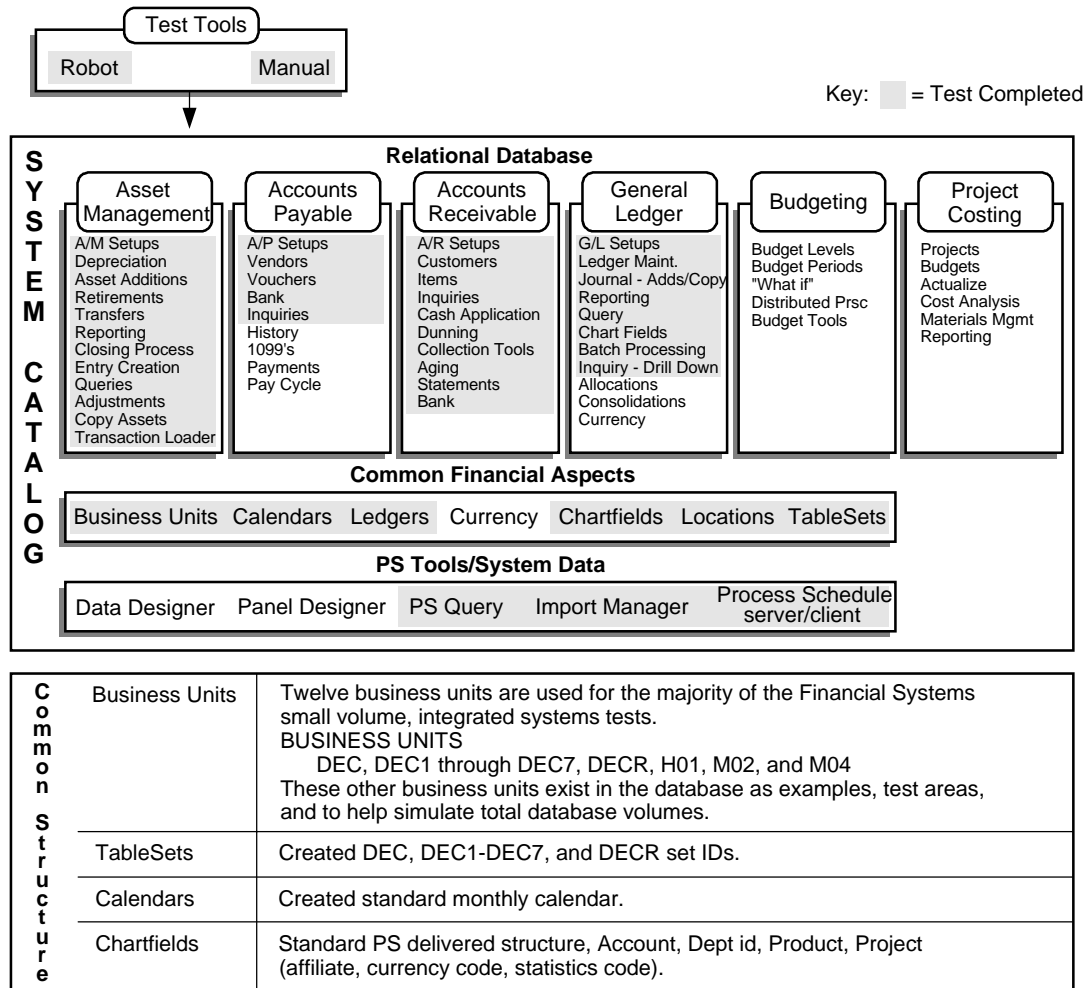 Test Tools
Robot
Manual
Key: = Test Completed
SYSTEM CATALOG
Relational Database
Asset
Management
A/M Setups
Depreciation
Asset Additions
Retirements
Transfers
Reporting
Closing Process
Entry Creation
Queries
Adjustments
Copy Assets
Transaction Loader
Accounts
Payable
A/P Setups
Vendors
Vouchers
Bank
Inquiries
History
1099's
Payments
Pay Cycle
Accounts
Receivable
A/R Setups
Customers
Items
Inquiries
Cash Application
Dunning
Collection Tools
Aging
Statements
Bank
General
Ledger
G/L Setups
Ledger Maint.
Journal - Adds/Copy
Reporting
Query
Chart Fields
Batch Processing
Inquiry - Drill Down
Allocations
Consolidations
Currency
Budgeting
Budget Levels
Budget Periods
"What if"
Distributed Prsc
Budget Tools
Project
Costing
Projects
Budgets
Actualize
Cost Analysis
Materials Mgmt
Reporting
Common Financial Aspects
Business Units Calendars Ledgers Currency Chartfields Locations TableSets
PS Tools/System Data
Data Designer Panel Designer PS Query Import Manager Process Schedule
server/client
Common Structure
Business Units
Twelve business units are used for the majority of the Financial Systems
small volume, integrated systems tests.
BUSINESS UNITS
DEC, DEC1 through DEC7, DECR, H01, M02, and M04
These other business units exist in the database as examples, test areas,
and to help simulate total database volumes.
TableSets
Created DEC, DEC1-DEC7, and DECR set IDs.
Calendars
Created standard monthly calendar.
Chartfields
Standard PS delivered structure, Account, Dept id, Product, Project
(affiliate, currency code, statistics code).